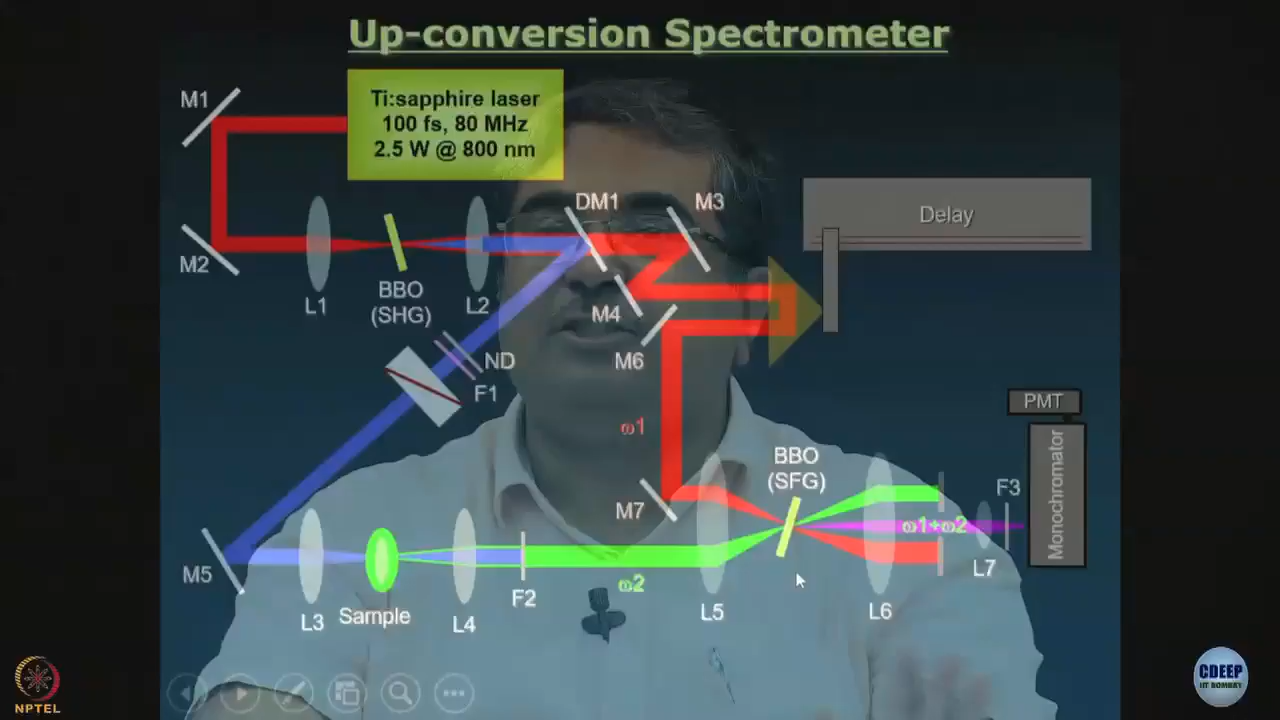 Up-conversion Spectrometer
M1
Ti:sapphire laser
100 fs, 80 MHz
2.5 W @ 800 nm
DM1
M3
Delay
M2
L1
BBO
(SHG)
L2
M4
M6
ND
F1
PMT
ω1
BBO
(SFG)
M7
F3
Monochromator
ω1+ω2
M5
L7
ω2
F2
L3
Sample
L4
L5
L6
NPTEL
CDEEP
IIT BOMBAY